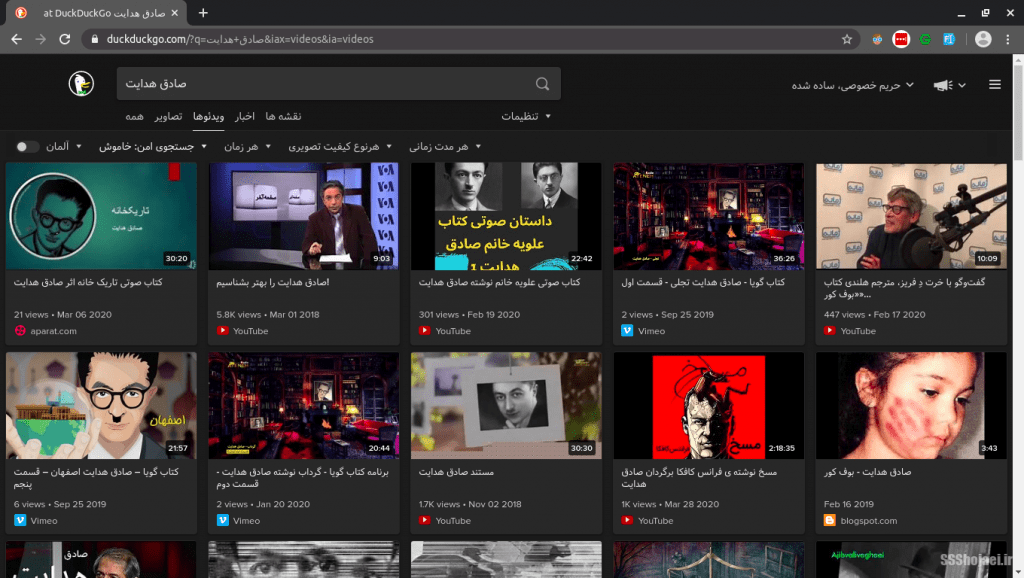 صادق هدایت at DuckDuckGo
duckduckgo.com/?q=صادق+هدایت&iax=videos&ia=videos
صادق هدایت
حریم خصوصی، ساده شده
همه تصاویر ویدئوها اخبار نقشه ها تنظیمات
آلمان جستجوی امن: خاموش هر زمان هرنوع کیفیت تصویری هر مدت زمانی
تاریکخانه
صادق هدایت
30:20
VOA
9:03
داستان صوتی کتاب
علویه خانم صادق
هدایت 1
22:42
36:26
10:09
کتاب صوتی تاریک خانه اثر صادق هدایت
21 views • Mar 06 2020
aparat.com
صادق هدایت را بهتر بشناسیم!
5.8K views • Mar 01 2018
YouTube
کتاب صوتی علویه خانم نوشته صادق هدایت
301 views • Feb 19 2020
YouTube
کتاب گویا - صادق هدایت تجلی - قسمت اول
2 views • Sep 25 2019
Vimeo
گفت‌وگو با خرت دِ فریز، مترجم هلندی کتاب
«بوف کور»...
447 views • Feb 17 2020
YouTube
اصفهان
21:57
20:44
30:30
مسخ
فرانتس کافکا
2:18:35
3:43
کتاب گویا – صادق هدایت اصفهان – قسمت
پنجم
6 views • Sep 25 2019
Vimeo
برنامه کتاب گویا - گرداب نوشته صادق هدایت -
قسمت دوم
2 views • Jan 20 2020
Vimeo
مستند صادق هدایت
1.7K views • Nov 02 2018
YouTube
مسخ نوشته ی فرانس کافکا برگردان صادق
هدایت
1K views • Mar 28 2020
YouTube
صادق هدایت - بوف کور
Feb 16 2019
blogspot.com
صادق
هدایت
SSShojaei.ir